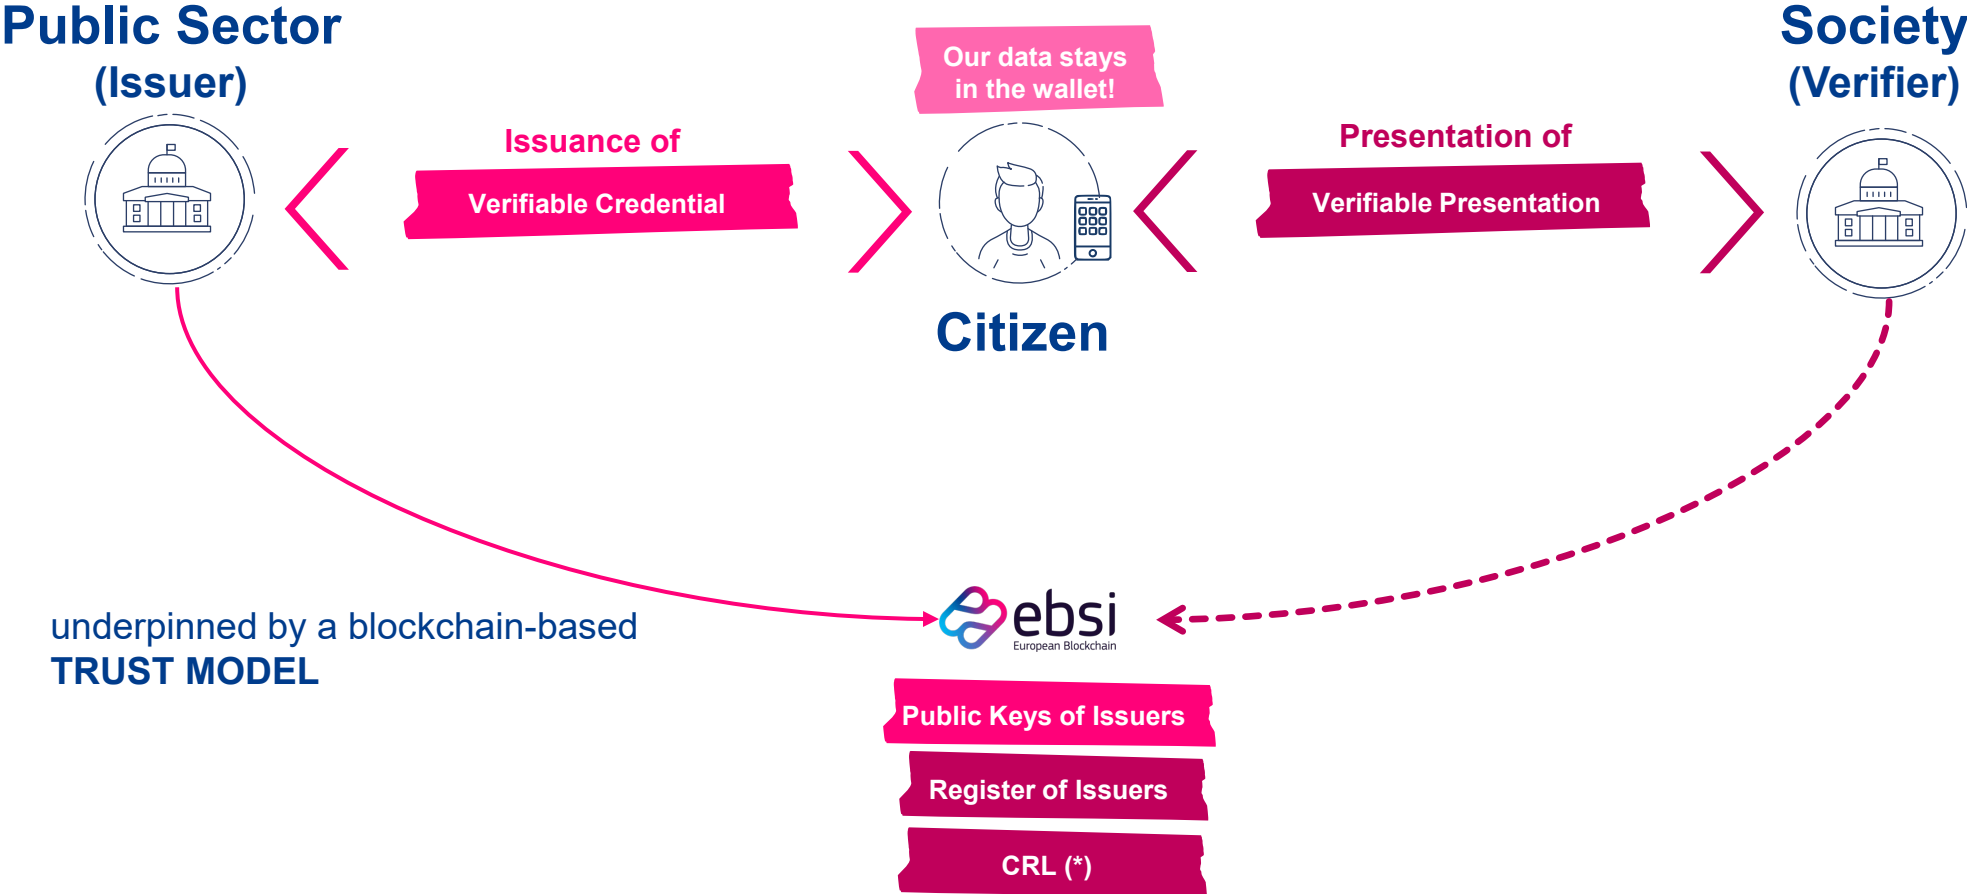 Public Sector
(Issuer)
Our data stays
in the wallet!
Society
(Verifier)
Issuance of
Verifiable Credential
Presentation of
Verifiable Presentation
Citizen
underpinned by a blockchain-based
TRUST MODEL
ebsi
European Blockchain
Public Keys of Issuers
Register of Issuers
CRL (*)